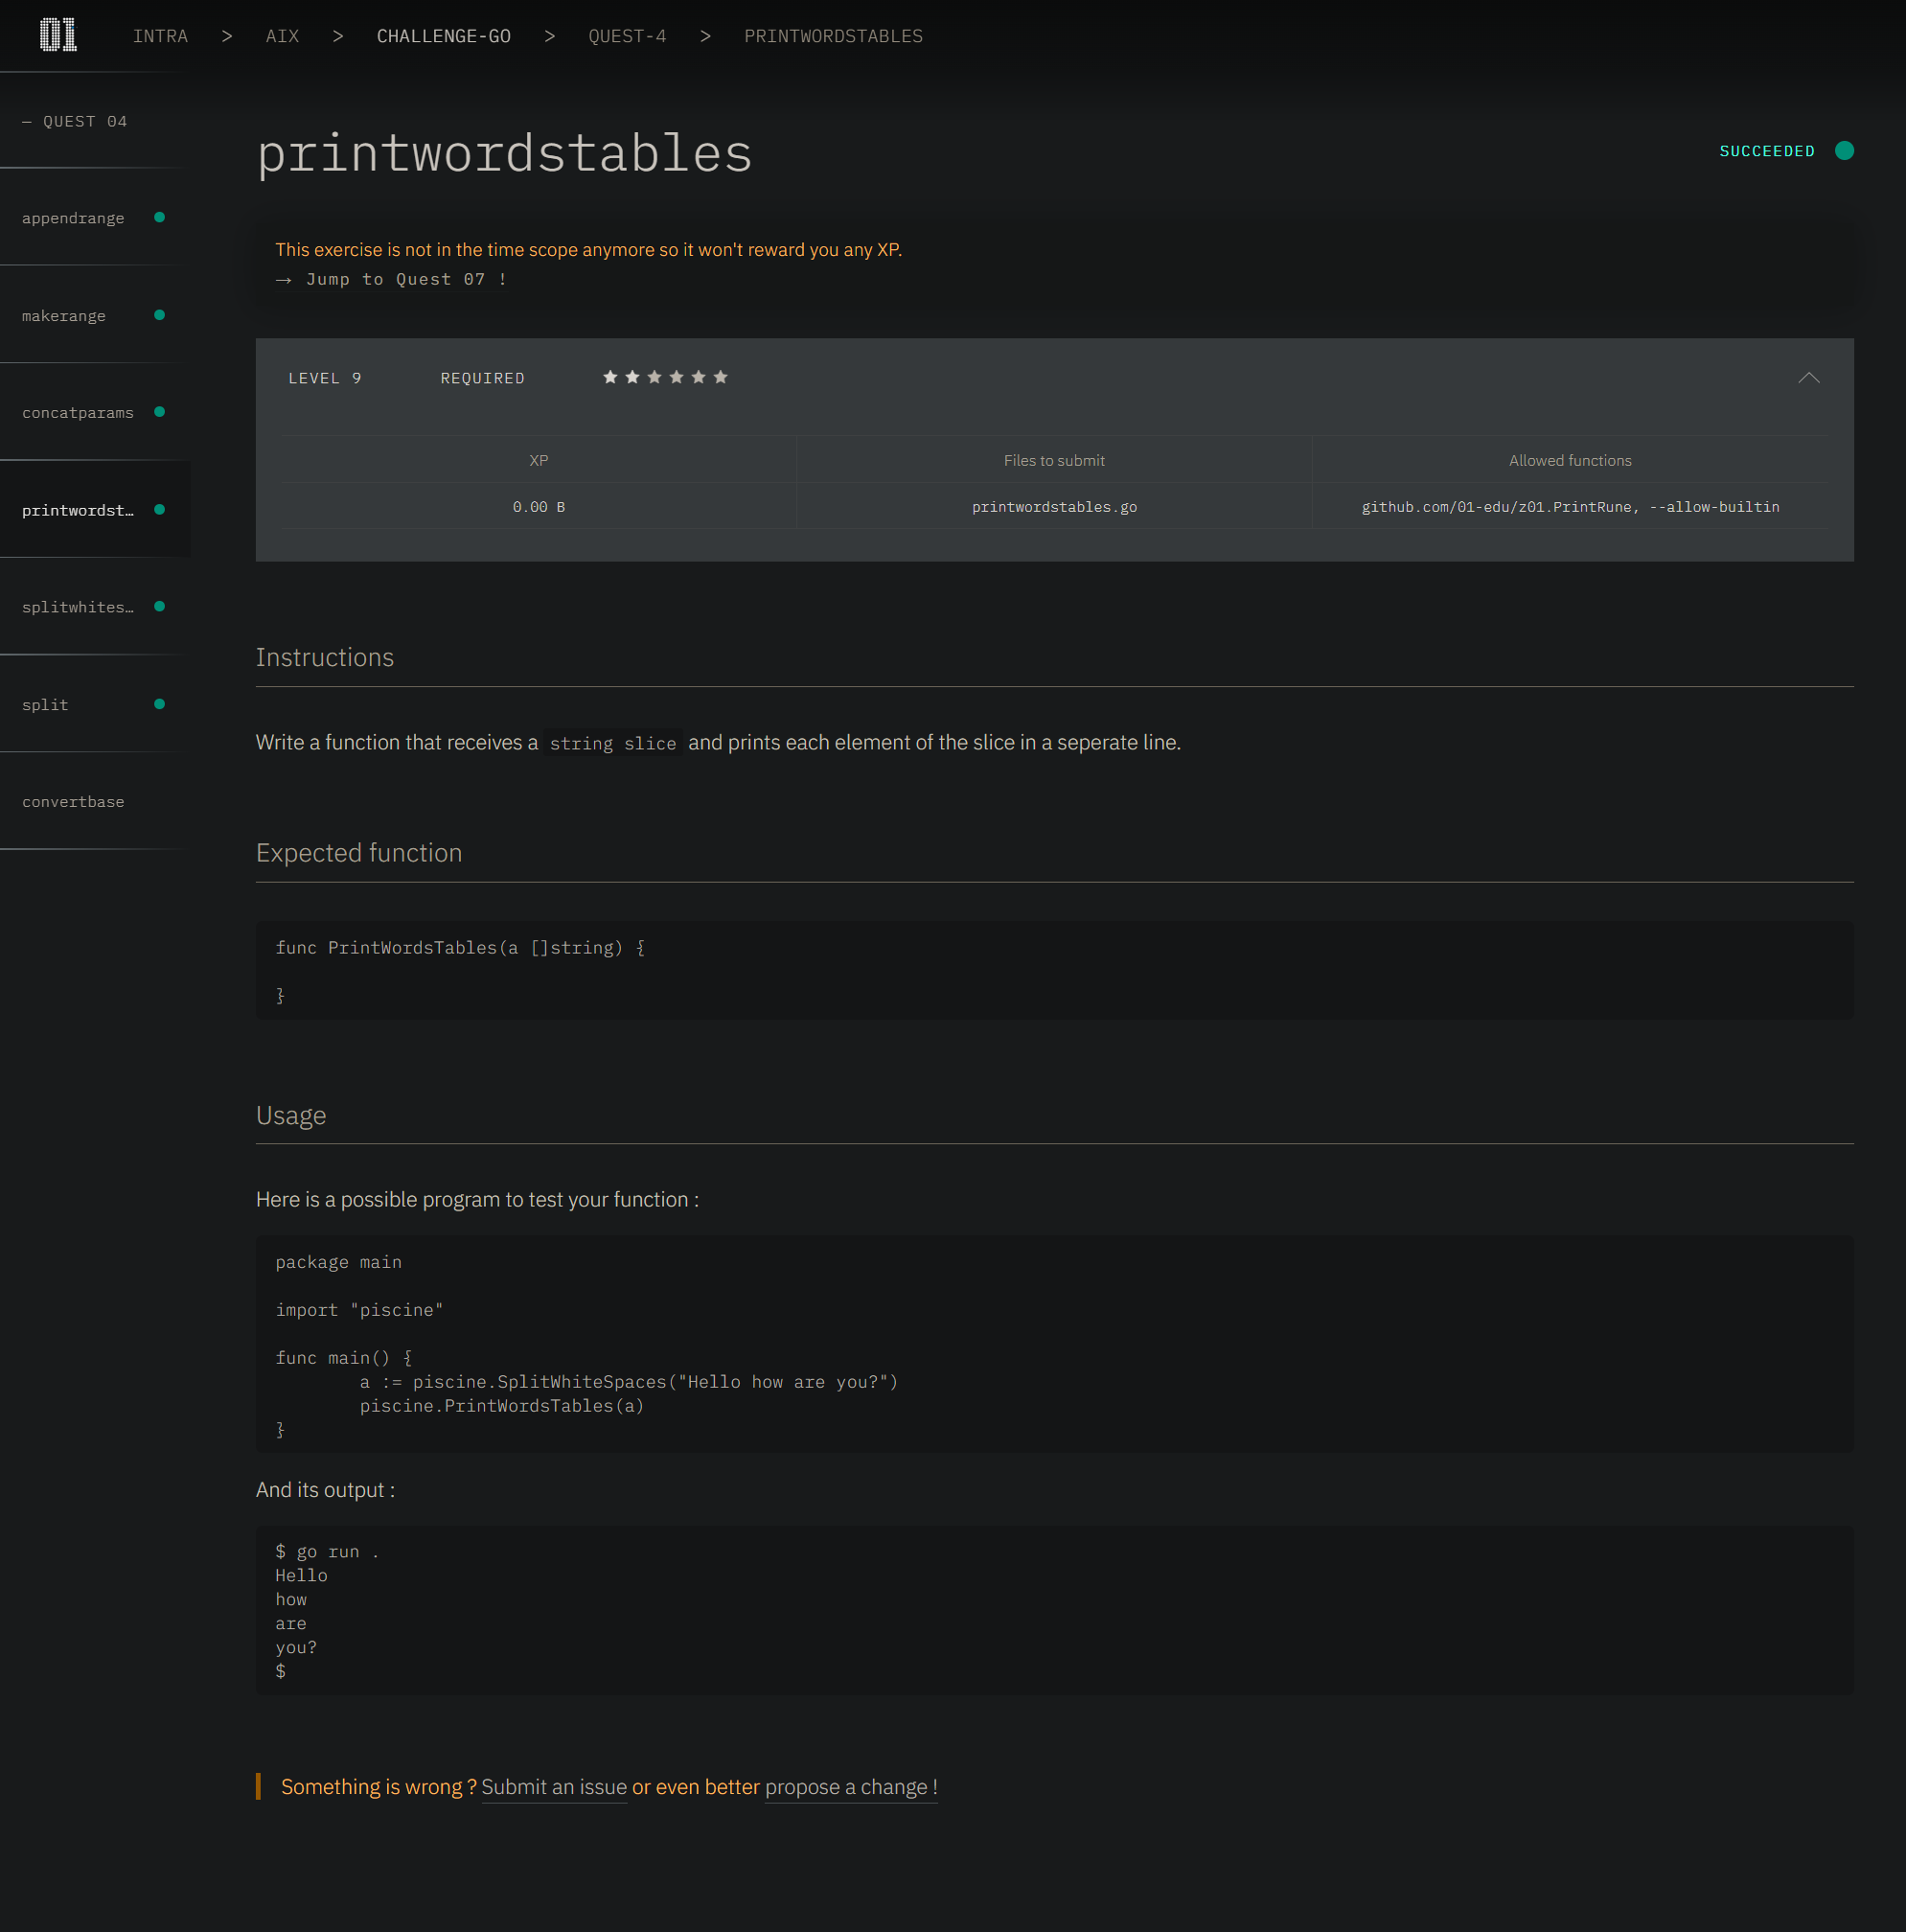 01 INTRA > AIX > CHALLENGE-GO > QUEST-4 > PRINTWORDSTABLES
— QUEST 04
appendrange
makerange
concatparams
printwordst…
splitwhites…
split
convertbase
printwordstables
SUCCEEDED
This exercise is not in the time scope anymore so it won't reward you any XP.
→ Jump to Quest 07 !
LEVEL 9 REQUIRED
XP Files to submit Allowed functions
0.00 B printwordstables.go github.com/01-edu/z01.PrintRune, --allow-builtin
Instructions
Write a function that receives a string slice and prints each element of the slice in a seperate line.
Expected function
func PrintWordsTables(a []string) {
}
Usage
Here is a possible program to test your function :
package main
import "piscine"
func main() {
a := piscine.SplitWhiteSpaces("Hello how are you?")
piscine.PrintWordsTables(a)
}
And its output :
$ go run .
Hello
how
are
you?
$
Something is wrong ? Submit an issue or even better propose a change !